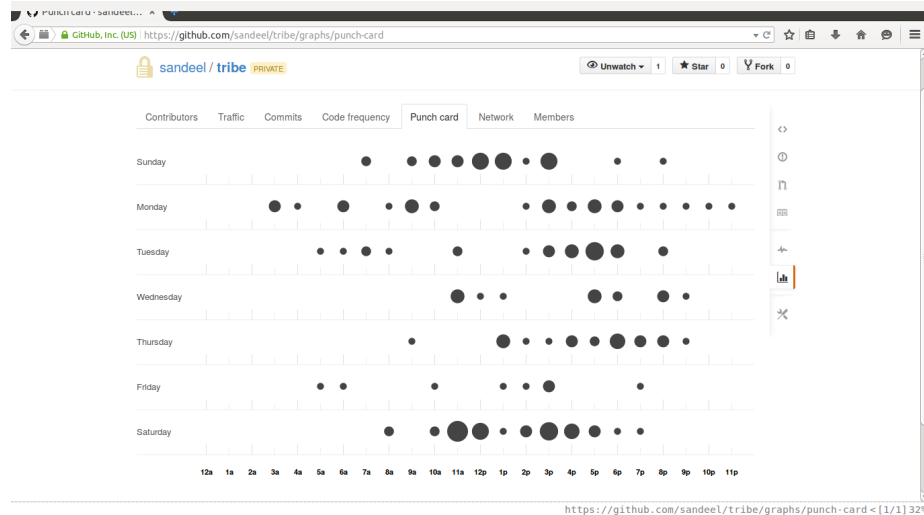 Punch card · sandeel...
GitHub, Inc. (US) https://github.com/sandeel/tribe/graphs/punch-card
sandeel / tribe PRIVATE
Unwatch 1 Star 0 Fork 0
Contributors Traffic Commits Code frequency Punch card Network Members
Sunday
Monday
Tuesday
Wednesday
Thursday
Friday
Saturday
12a 1a 2a 3a 4a 5a 6a 7a 8a 9a 10a 11a 12p 1p 2p 3p 4p 5p 6p 7p 8p 9p 10p 11p
https://github.com/sandeel/tribe/graphs/punch-card < [1/1] 32